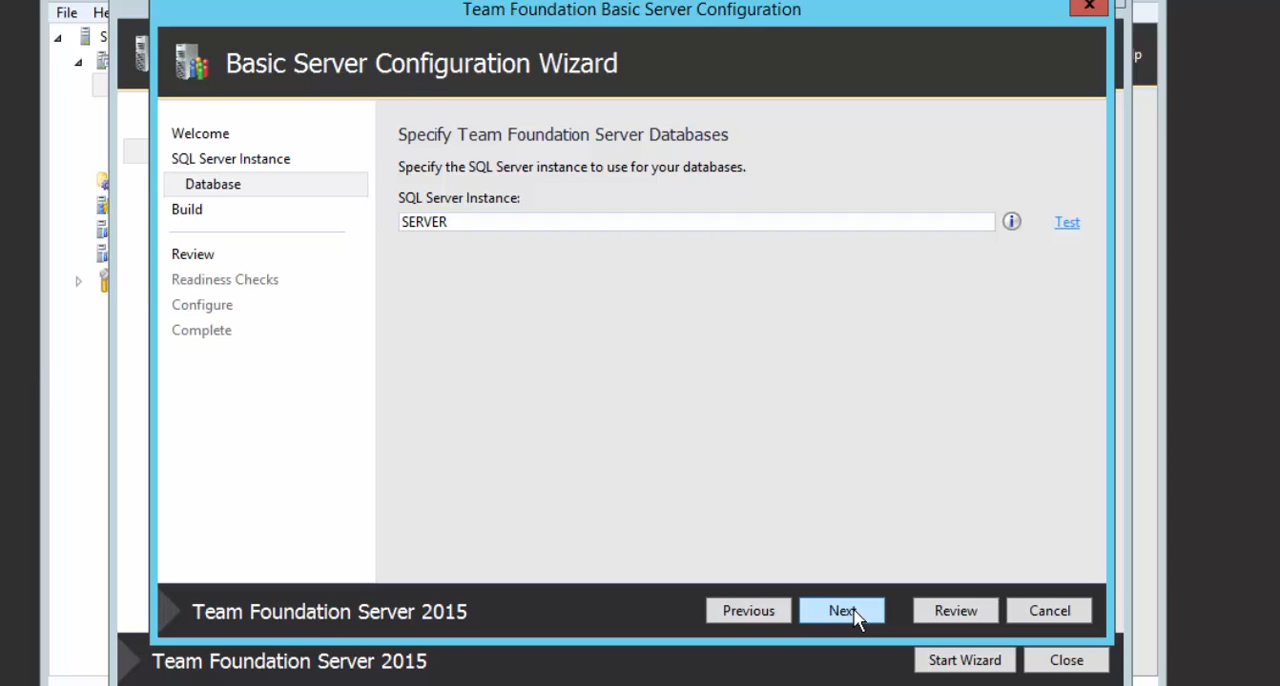 Team Foundation Basic Server Configuration
x
File He
S
p
Basic Server Configuration Wizard
Welcome
SQL Server Instance
Database
Build
Review
Readiness Checks
Configure
Complete
Specify Team Foundation Server Databases
Specify the SQL Server instance to use for your databases.
SQL Server Instance:
SERVER
i
Test
Team Foundation Server 2015
Previous
Next
Review
Cancel
Team Foundation Server 2015
Start Wizard
Close